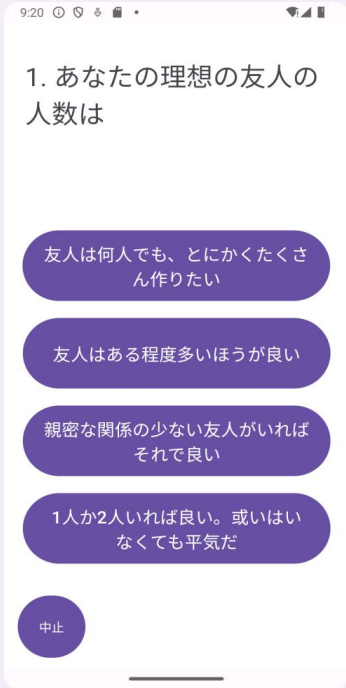 9:20
1. あなたの理想の友人の
人数は
友人は何人でも、とにかくたくさ
ん作りたい
友人はある程度多いほうが良い
親密な関係の少ない友人がいれば
それで良い
1人か2人いれば良い。或いはい
なくても平気だ
中止